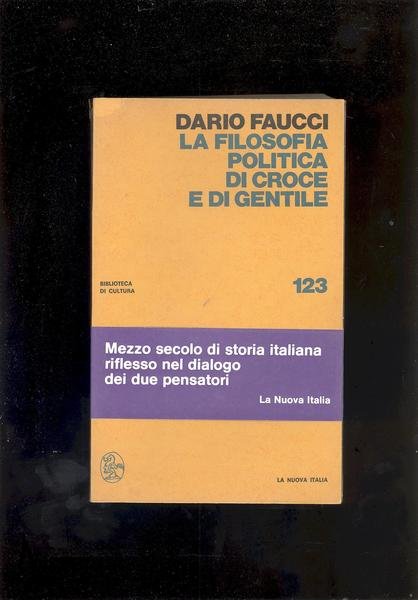 DARIO FAUCCI
LA FILOSOFIA
POLITICA
DI CROCE
E DI GENTILE
BIBLIOTECA
DI CULTURA
123
Mezzo secolo di storia italiana
riflesso nel dialogo
dei due pensatori
La Nuova Italia
LA NUOVA ITALIA